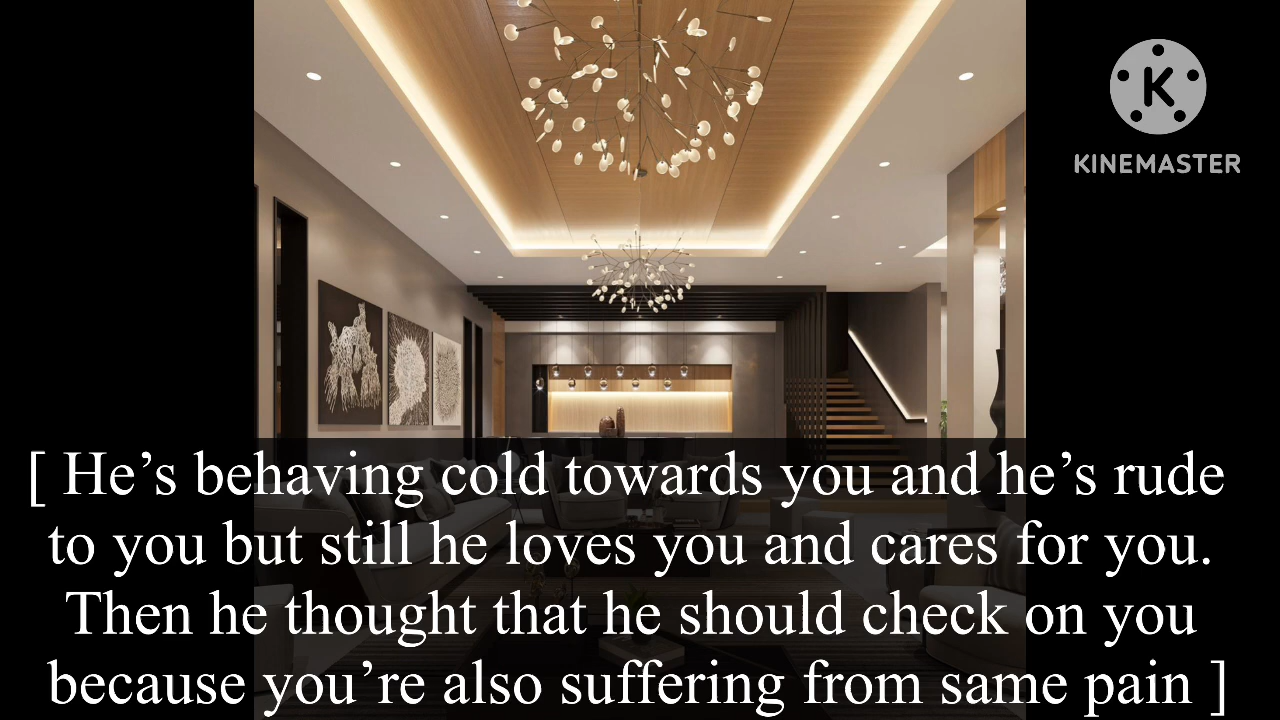 K
KINEMASTER
[ He’s behaving cold towards you and he’s rude
to you but still he loves you and cares for you.
Then he thought that he should check on you
because you’re also suffering from same pain ]